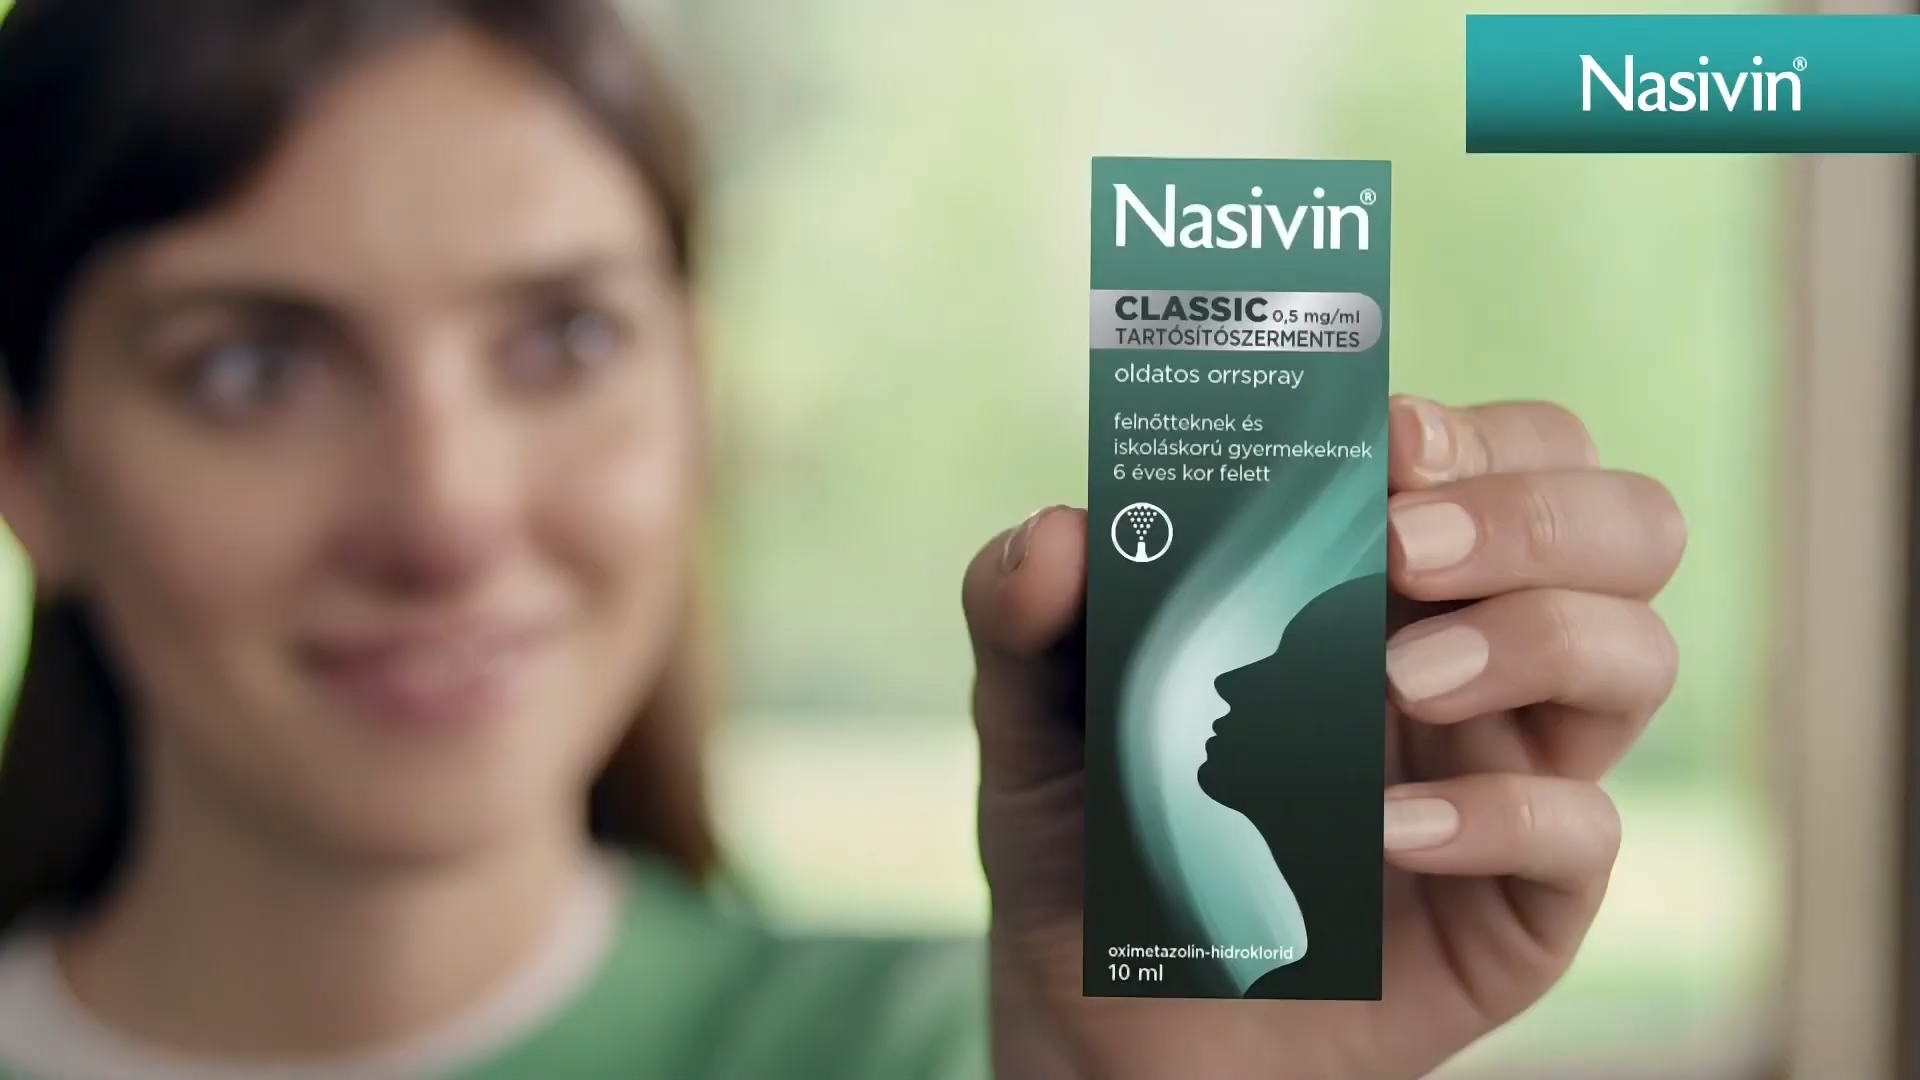 Nasivin®
Nasivin®
CLASSIC 0,5 mg/ml
TARTÓSÍTÓSZERMENTES
oldatos orrspray
felnőtteknek és
iskoláskorú gyermekeknek
6 éves kor felett
oximetazolin-hidroklorid
10 ml